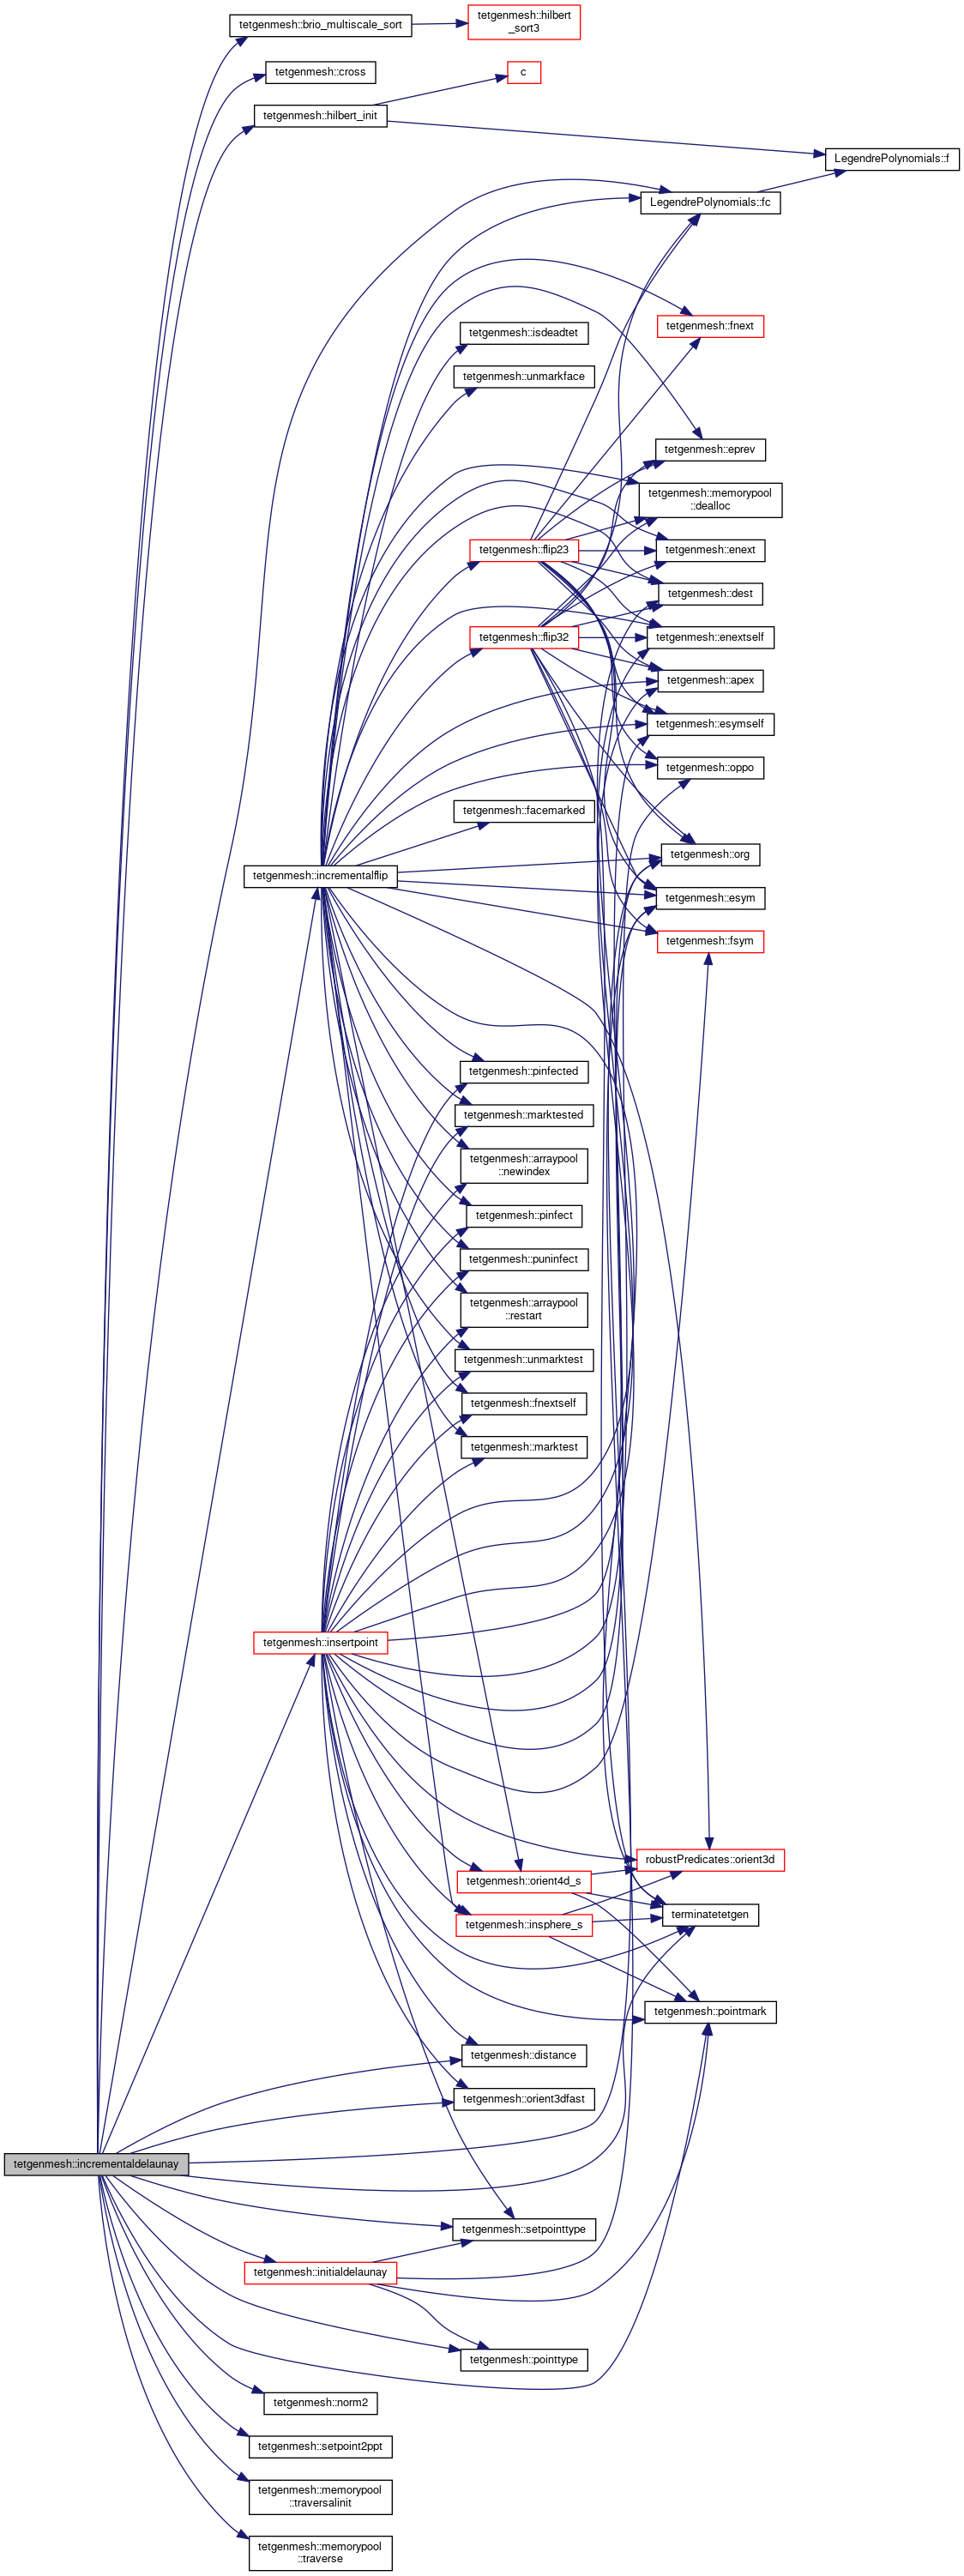 tetgenmesh::brio_multiscale_sort
tetgenmesh::hilbert
_sort3
tetgenmesh::cross
c
tetgenmesh::hilbert_init
LegendrePolynomials::f
LegendrePolynomials::fc
tetgenmesh::fnext
tetgenmesh::isdeadtet
tetgenmesh::unmarkface
tetgenmesh::eprev
tetgenmesh::memorypool
::dealloc
tetgenmesh::flip23
tetgenmesh::enext
tetgenmesh::dest
tetgenmesh::flip32
tetgenmesh::enextself
tetgenmesh::apex
tetgenmesh::esymself
tetgenmesh::oppo
tetgenmesh::facemarked
tetgenmesh::org
tetgenmesh::incrementalflip
tetgenmesh::esym
tetgenmesh::fsym
tetgenmesh::pinfected
tetgenmesh::marktested
tetgenmesh::arraypool
::newindex
tetgenmesh::pinfect
tetgenmesh::puninfect
tetgenmesh::arraypool
::restart
tetgenmesh::unmarktest
tetgenmesh::fnextself
tetgenmesh::marktest
tetgenmesh::insertpoint
robustPredicates::orient3d
tetgenmesh::orient4d_s
terminatetetgen
tetgenmesh::insphere_s
tetgenmesh::pointmark
tetgenmesh::distance
tetgenmesh::orient3dfast
tetgenmesh::incrementaldelaunay
tetgenmesh::setpointtype
tetgenmesh::initialdelaunay
tetgenmesh::pointtype
tetgenmesh::norm2
tetgenmesh::setpoint2ppt
tetgenmesh::memorypool
::traversalinit
tetgenmesh::memorypool
::traverse